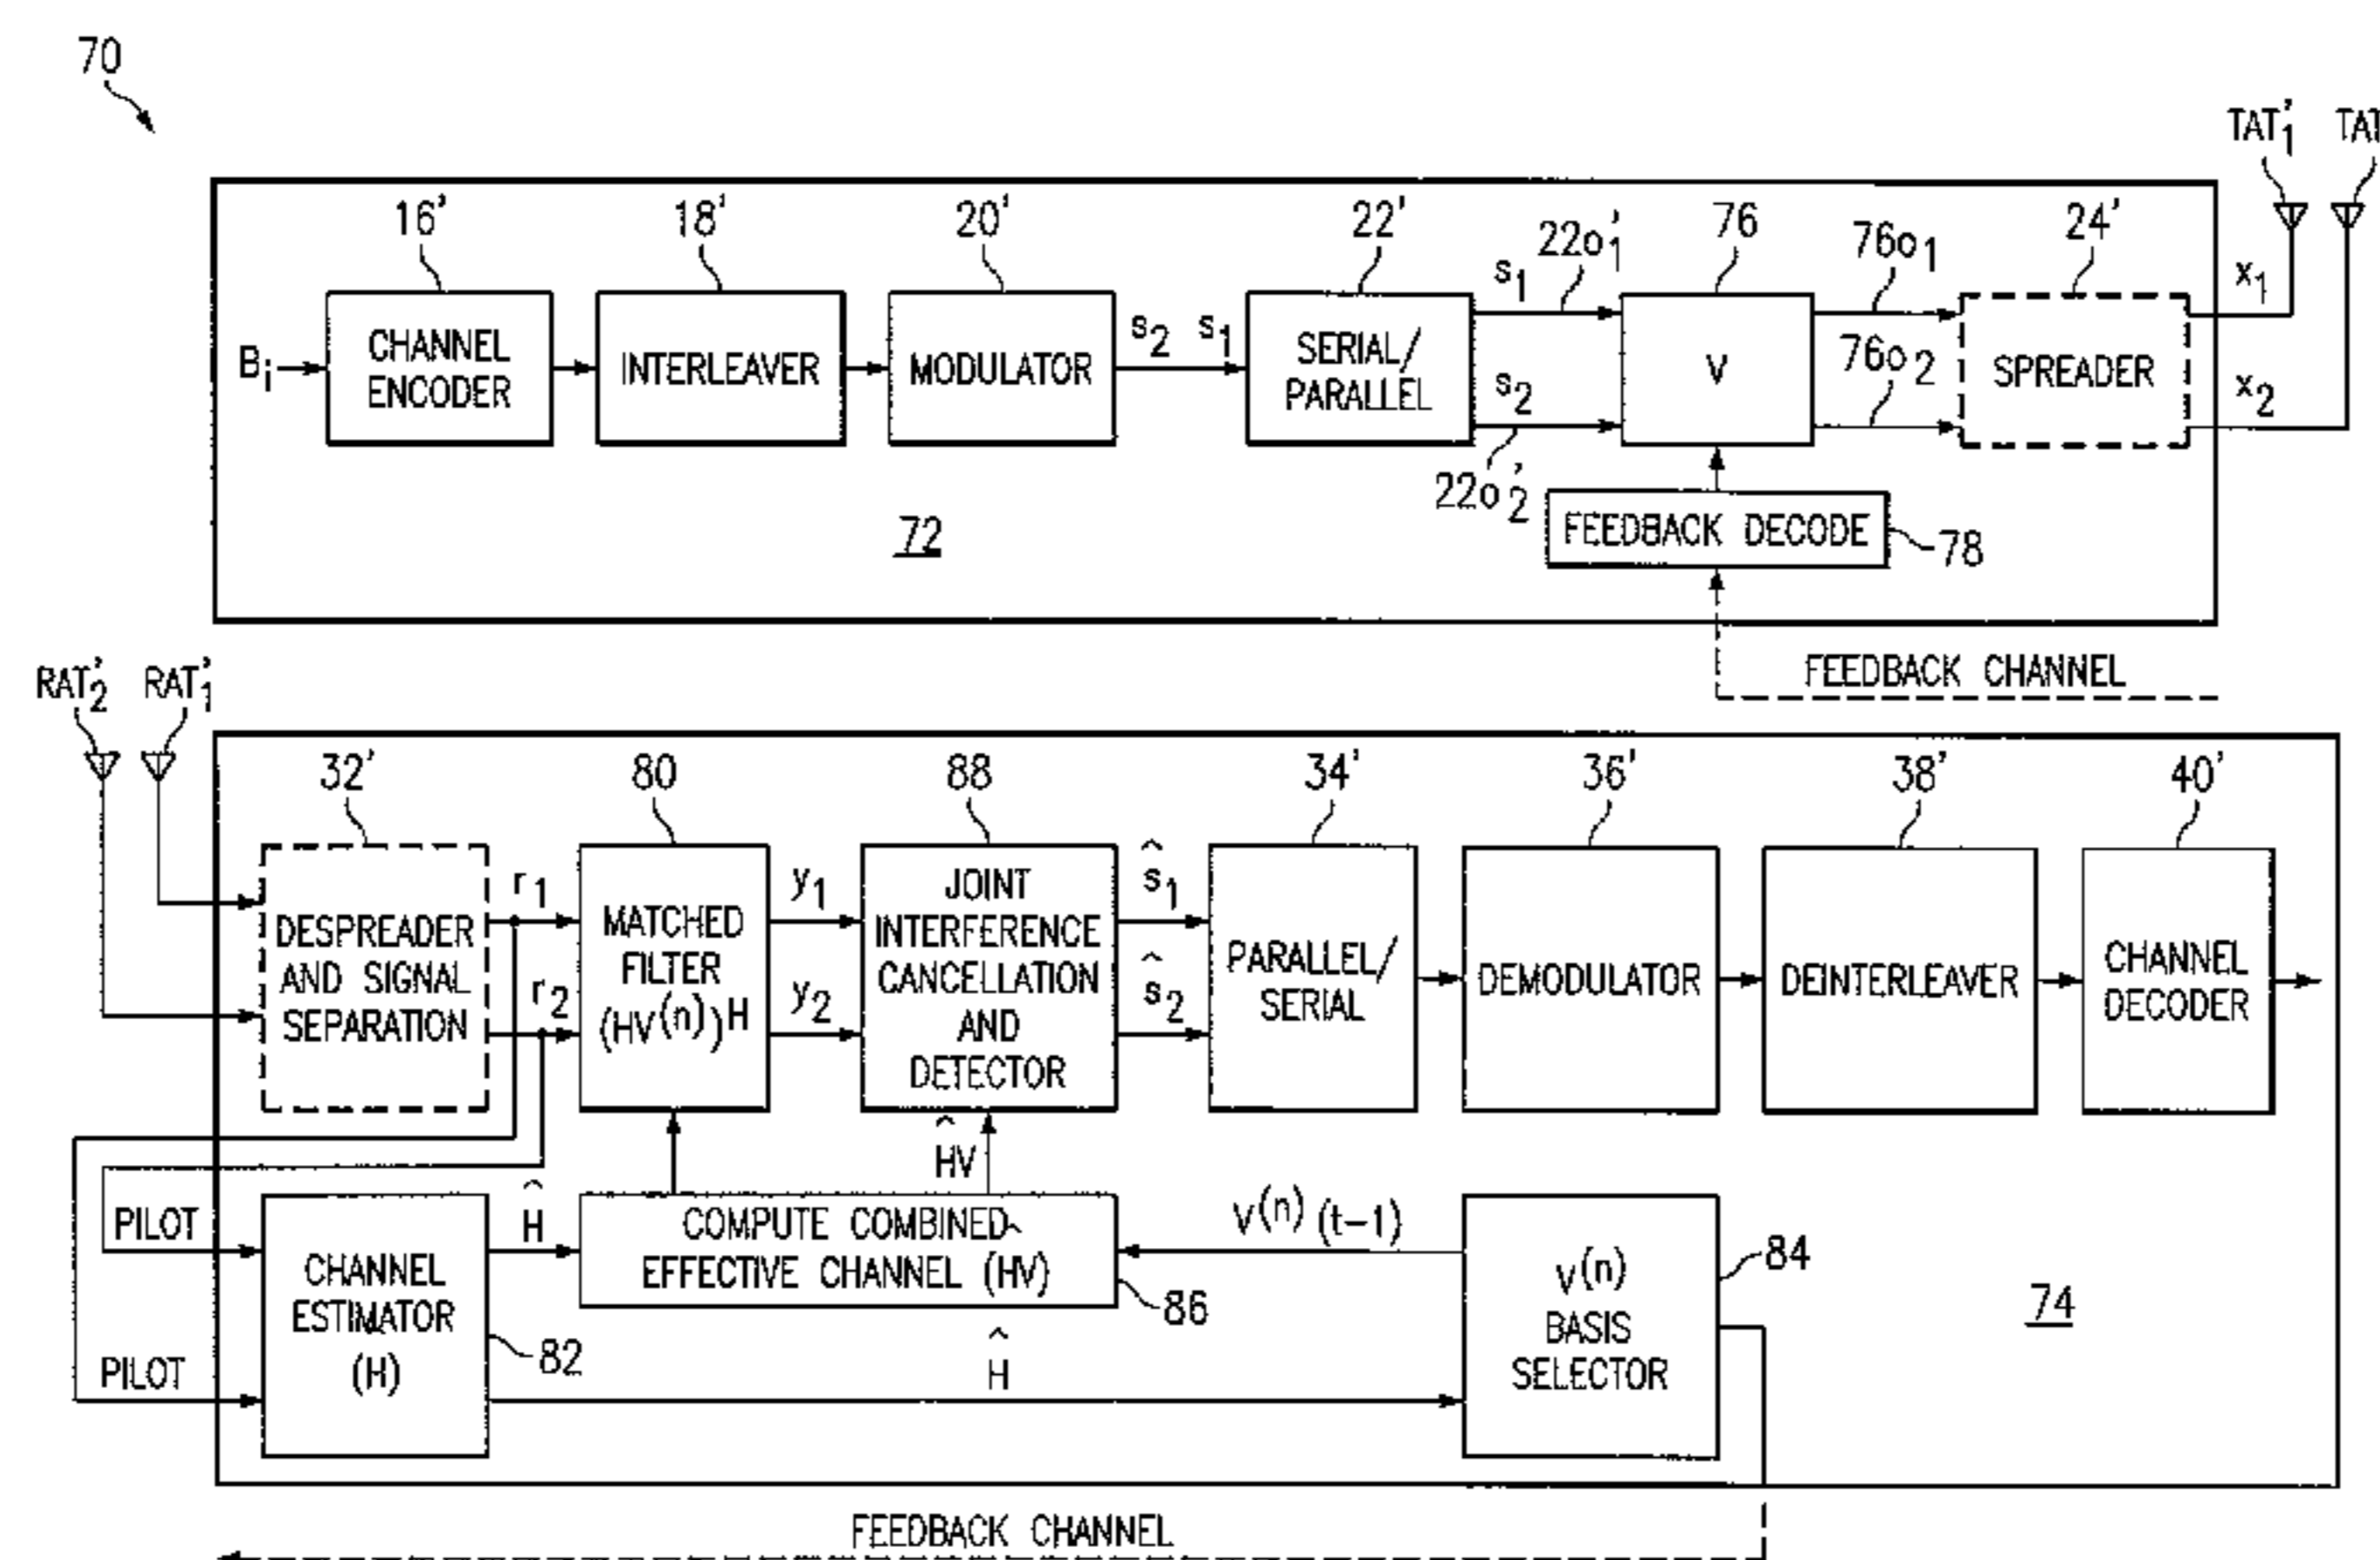 70
TAT'1 TAT
16' 18' 20' 22' 22o'1 76 76o1 24'
s1
x1
Bi CHANNEL ENCODER INTERLEAVER MODULATOR s2 s1 SERIAL/ PARALLEL V SPREADER
s2 76o2 x2
22o'2
72 FEEDBACK DECODE 78
FEEDBACK CHANNEL
RAT'2 RAT'1
32' 80 88 34' 36' 38' 40'
DESPREADER
AND SIGNAL
SEPARATION
r1
r2
MATCHED
FILTER
(HV(n))H
y1
y2
JOINT
INTERFERENCE
CANCELLATION
AND
DETECTOR
ŝ1
ŝ2
PARALLEL/
SERIAL
DEMODULATOR
DEINTERLEAVER
CHANNEL
DECODER
ĤV
PILOT
PILOT
CHANNEL
ESTIMATOR
(Ĥ)
82
Ĥ
COMPUTE COMBINED
EFFECTIVE CHANNEL (ĤV)
86
V(n) (t-1)
Ĥ
V(n)
BASIS
SELECTOR
84
74
FEEDBACK CHANNEL